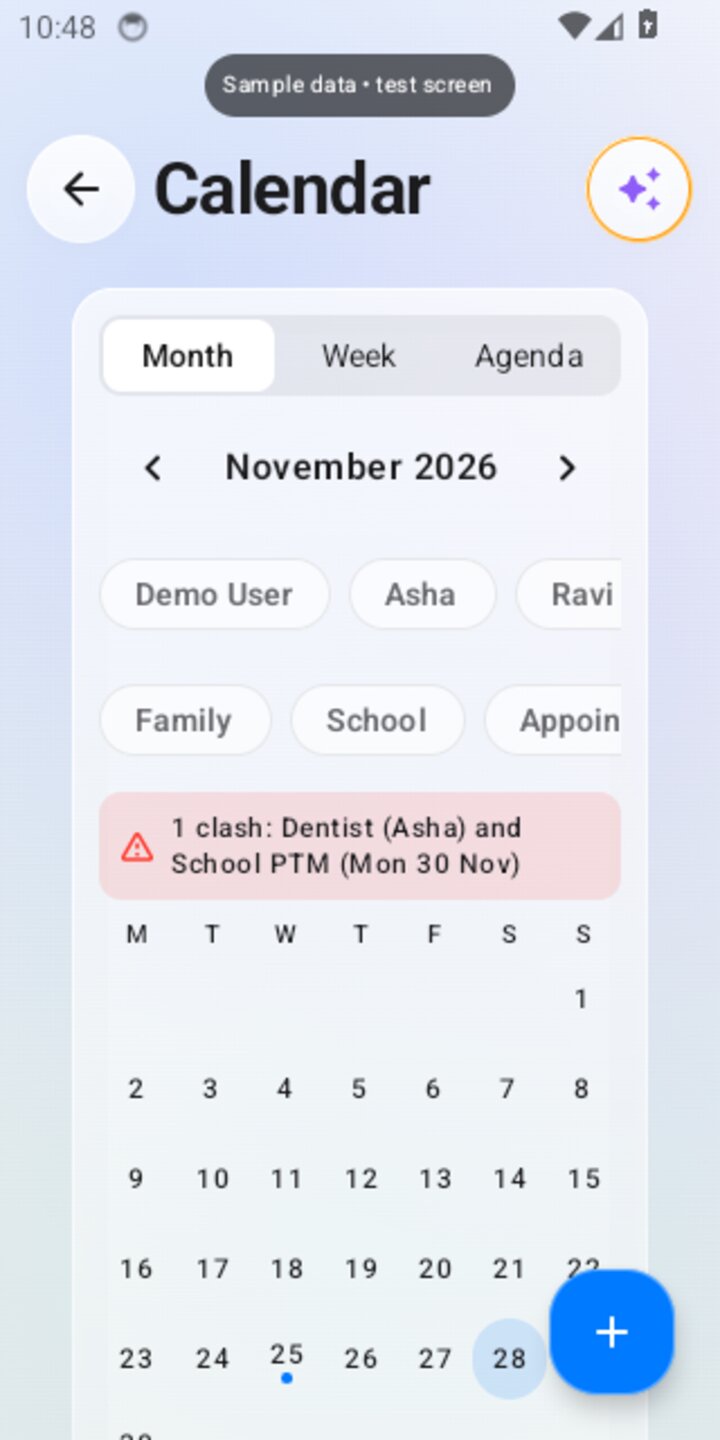 10:48
Sample data • test screen
Calendar
Month Week Agenda
November 2026
Demo User Asha Ravi
Family School Appoin
1 clash: Dentist (Asha) and
School PTM (Mon 30 Nov)
M T W T F S S
1
2 3 4 5 6 7 8
9 10 11 12 13 14 15
16 17 18 19 20 21 22
23 24 25 26 27 28